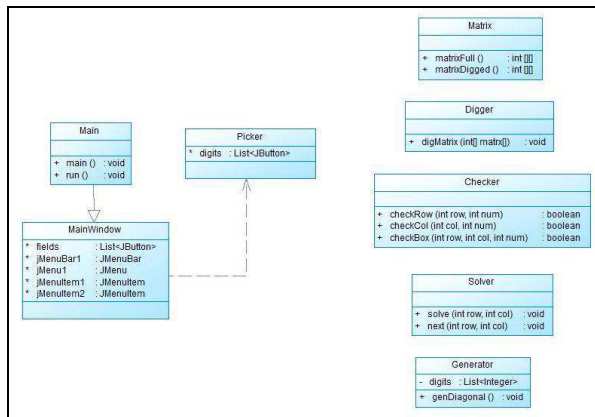 Main
+ main () : void
+ run () : void
MainWindow
* fields : List<JButton>
* jMenuBar1 : JMenuBar
* jMenu1 : JMenu
* jMenuItem1 : JMenuItem
* jMenuItem2 : JMenuItem
Picker
* digits : List<JButton>
Matrix
+ matrixFull () : int [][]
+ matrixDigged () : int [][]
Digger
+ digMatrix (int[] matrx[]) : void
Checker
+ checkRow (int row, int num) : boolean
+ checkCol (int col, int num) : boolean
+ checkBox (int row, int col, int num) : boolean
Solver
+ solve (int row, int col) : void
+ next (int row, int col) : void
Generator
- digits : List<Integer>
+ genDiagonal () : void